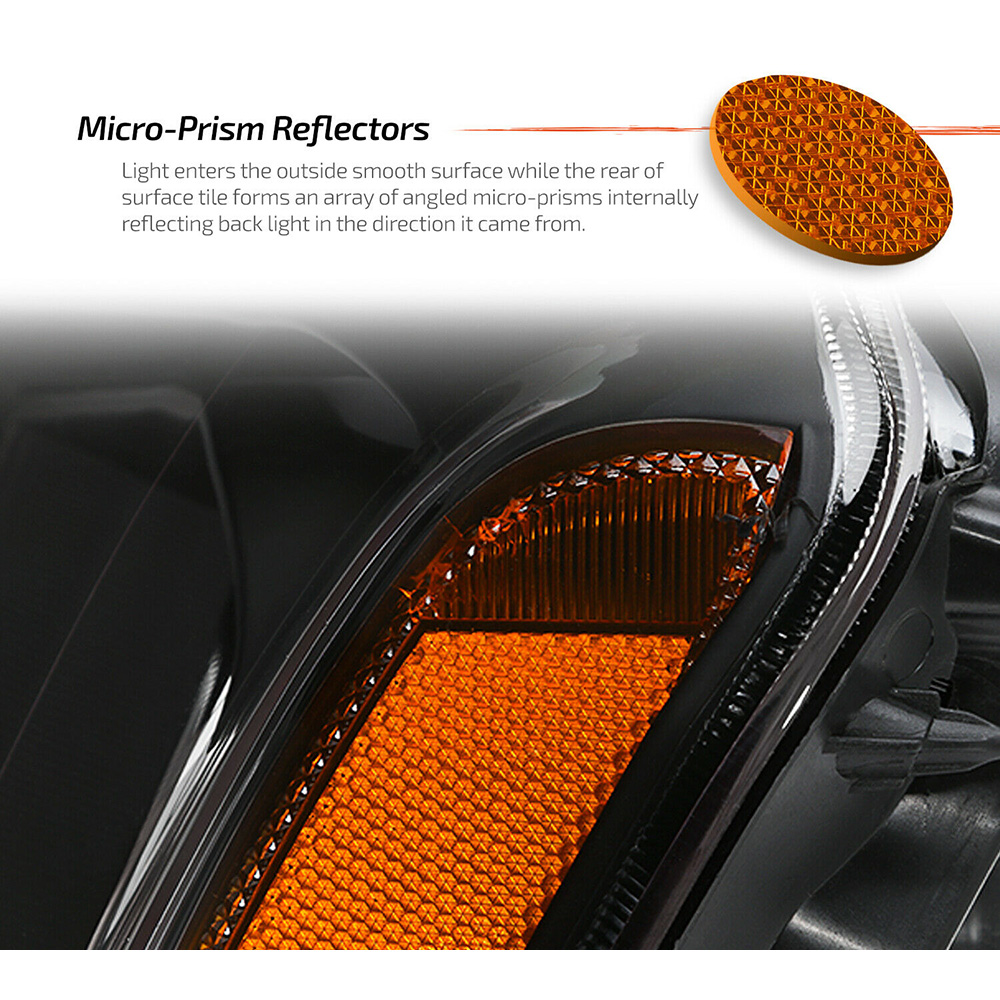 Micro-Prism Reflectors
Light enters the outside smooth surface while the rear of
surface tile forms an array of angled micro-prisms internally
reflecting back light in the direction it came from.